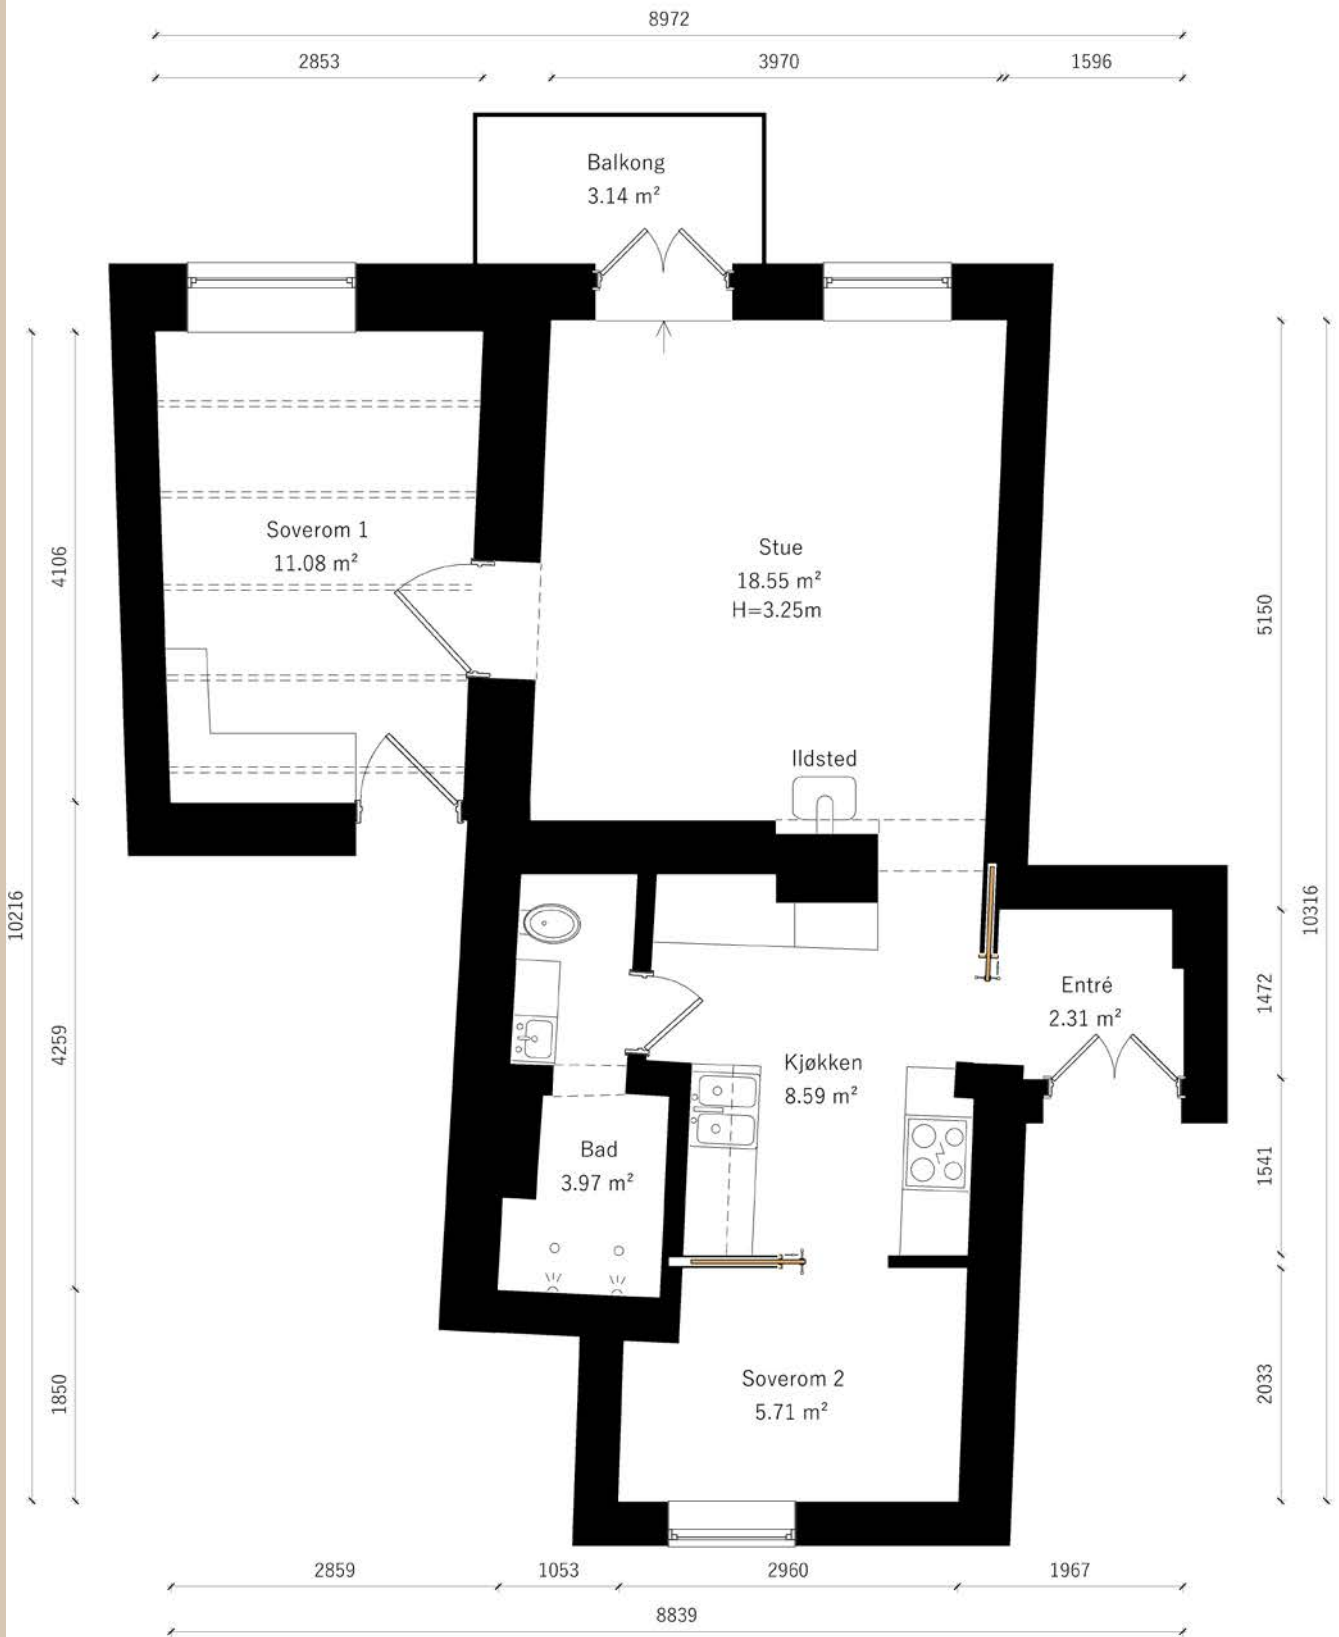 8972
2853
3970
1596
Balkong
3.14 m²
Soverom 1
11.08 m²
Stue
18.55 m²
H=3.25m
4106
5150
Ildsted
10216
10316
Entré
2.31 m²
1472
4259
Kjøkken
8.59 m²
Bad
3.97 m²
1541
Soverom 2
5.71 m²
1850
2033
2859
1053
2960
1967
8839